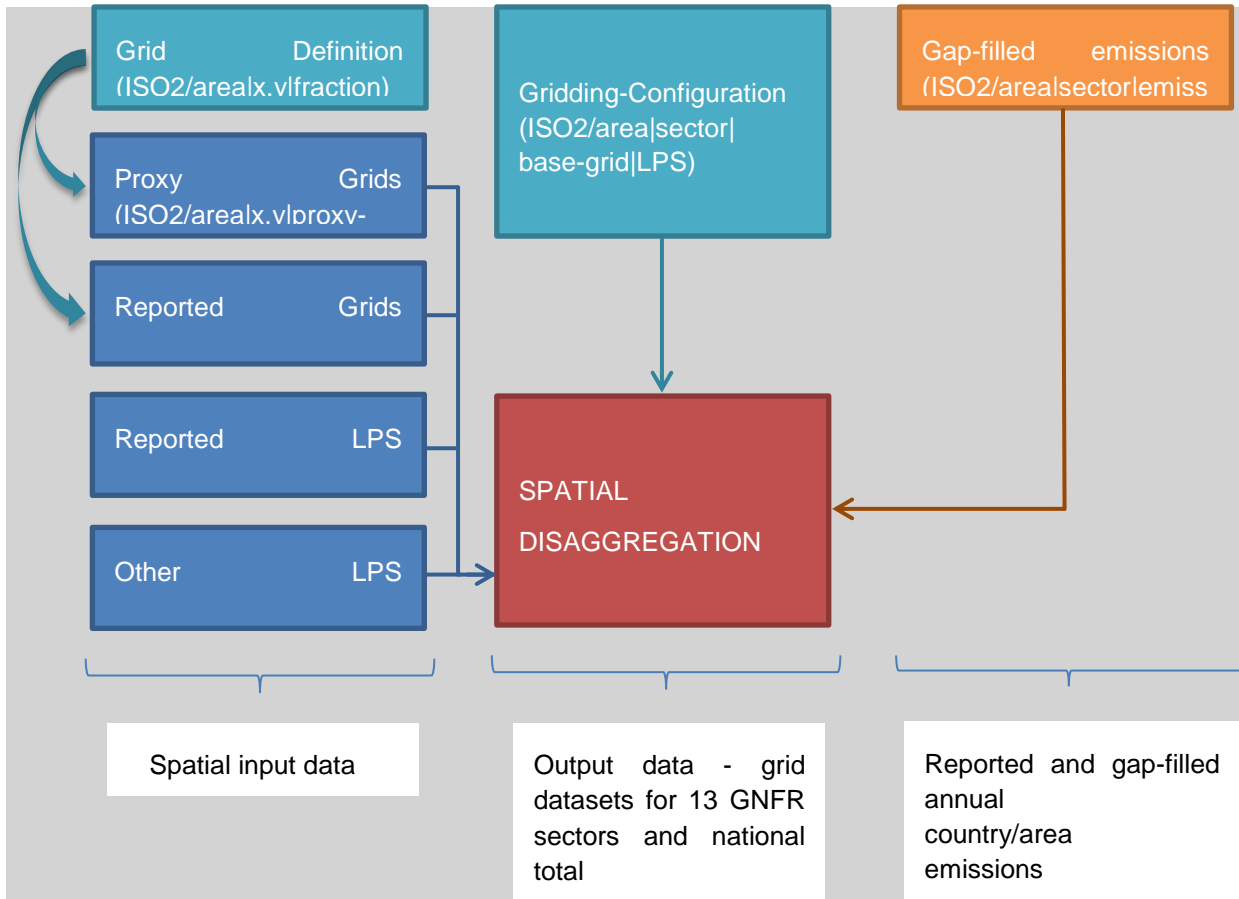 Grid Definition
(ISO2/area|x,y|fraction)
Proxy Grids
(ISO2/area|x,y|proxy-
Reported Grids
Reported LPS
Other LPS
Gridding-Configuration
(ISO2/area|sector|
base-grid|LPS)
SPATIAL
DISAGGREGATION
Gap-filled emissions
(ISO2/area|sector|emiss
Spatial input data
Output data - grid
datasets for 13 GNFR
sectors and national
total
Reported and gap-filled
annual
country/area
emissions